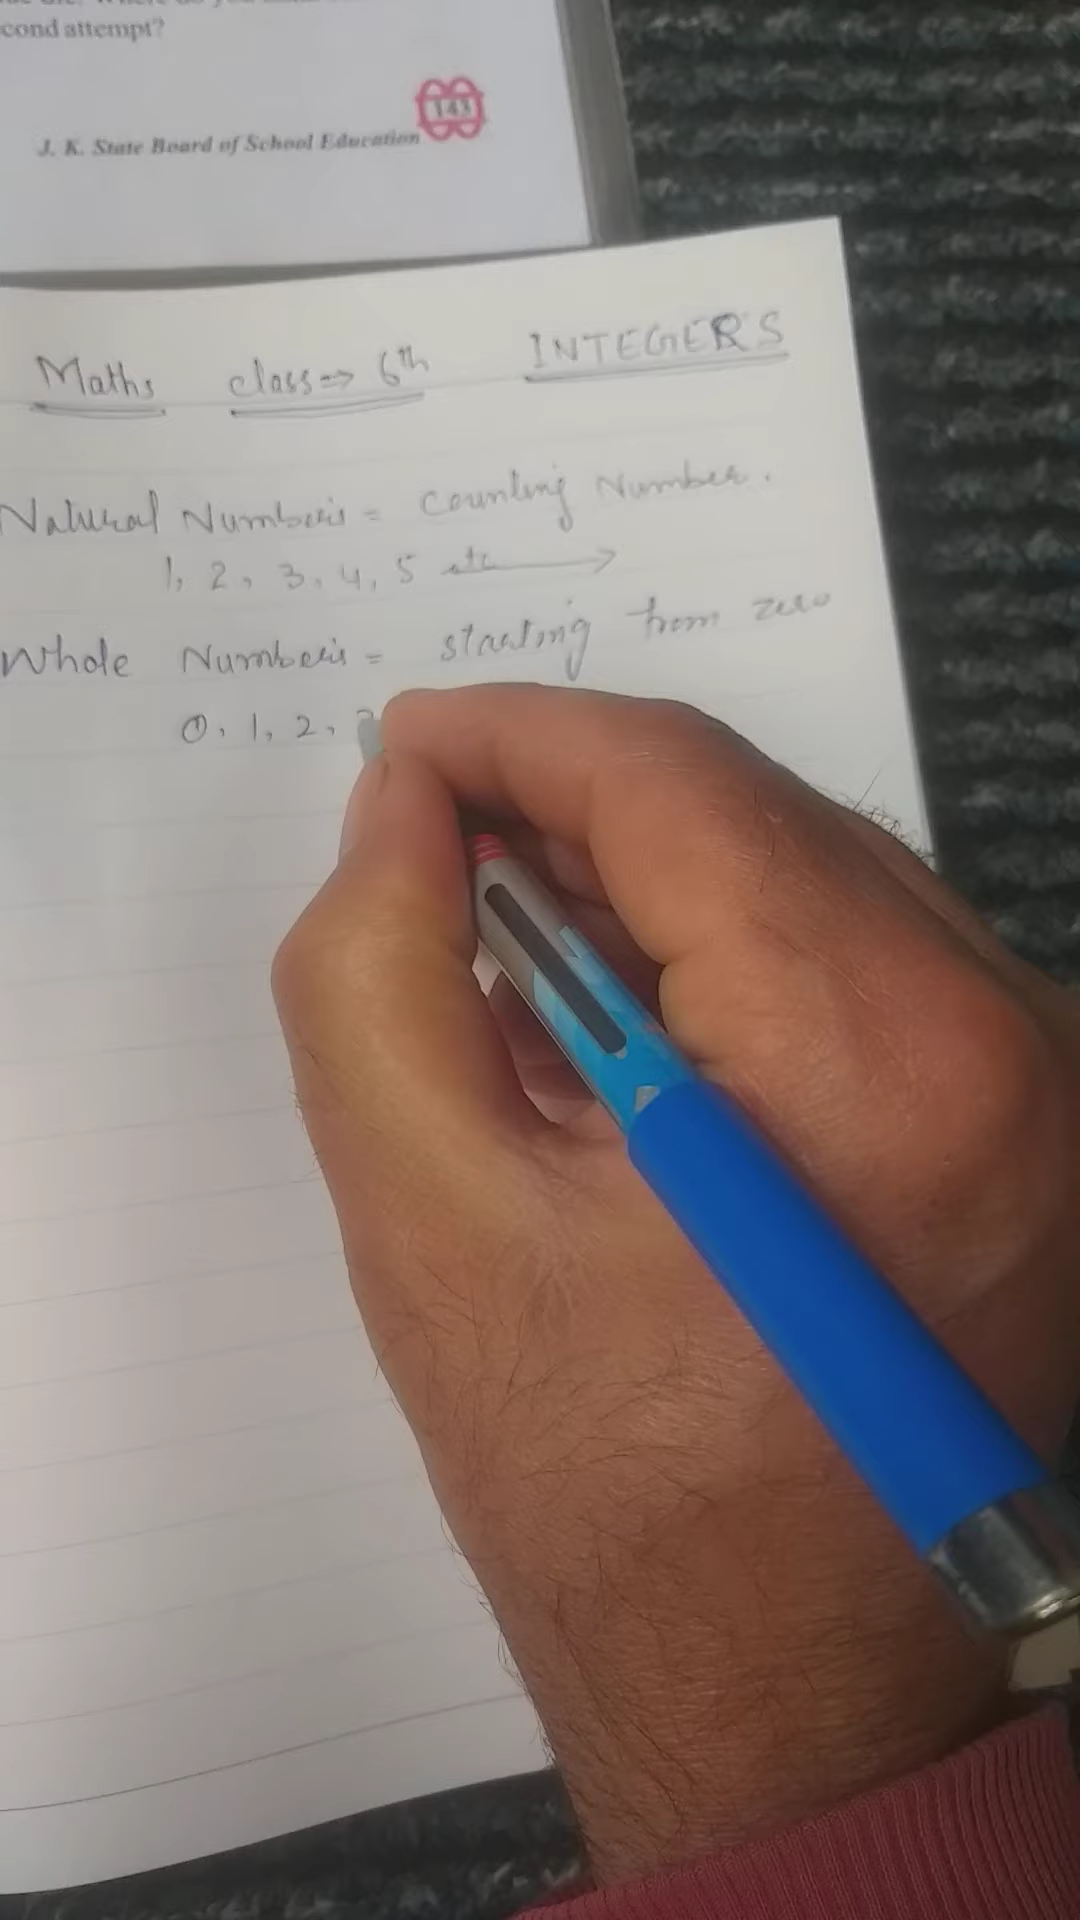 cond attempt?
143
J. K. State Board of School Education
Maths class⇒ 6th INTEGERS
Natural Numbers = Counting Number.
1, 2, 3, 4, 5 etc →
Whole Numbers = starting from zero
0, 1, 2,